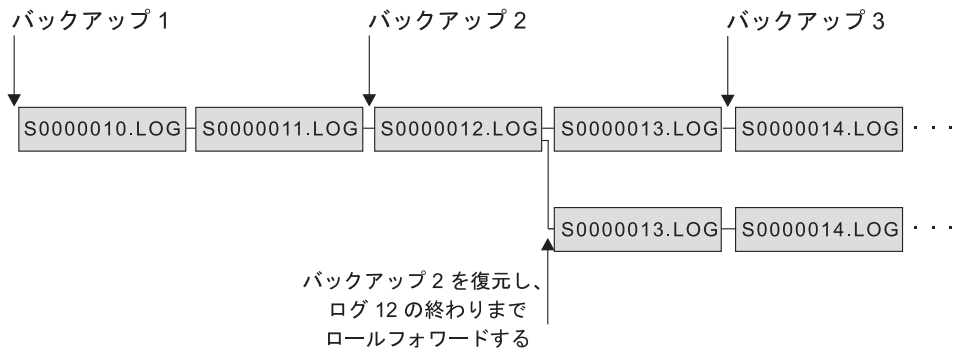 バックアップ 1 バックアップ 2 バックアップ 3
S0000010.LOG S0000011.LOG S0000012.LOG S0000013.LOG S0000014.LOG ・・・
S0000013.LOG S0000014.LOG ・・・
バックアップ 2 を復元し、
ログ 12 の終わりまで
ロールフォワードする